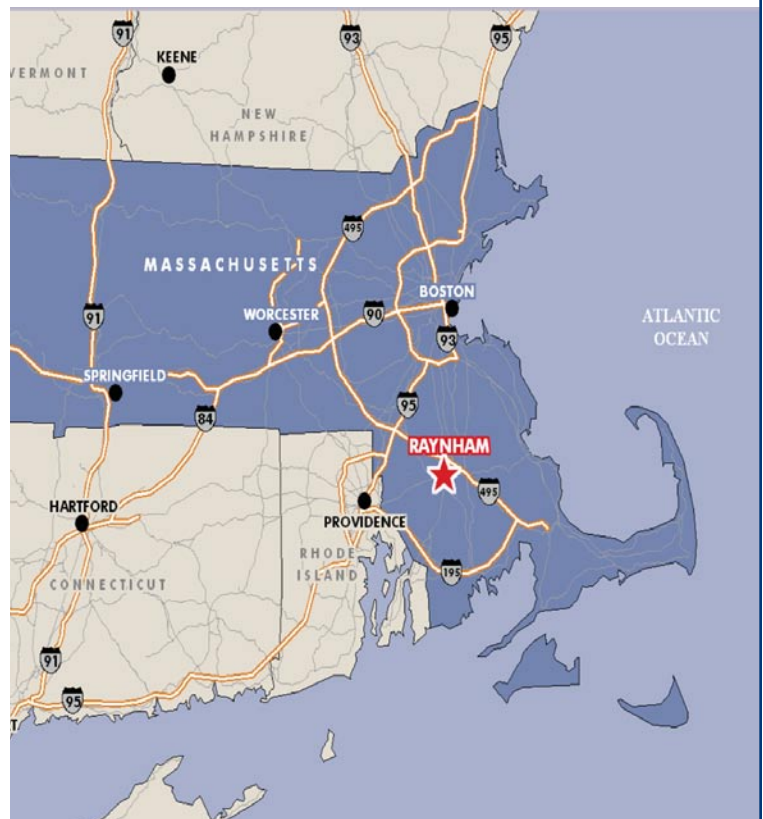 91
93
95
KEENE
VERMONT
NEW
HAMPSHIRE
495
MASSACHUSETTS
BOSTON
91
WORCESTER
90
ATLANTIC
OCEAN
93
SPRINGFIELD
95
84
RAYNHAM
495
HARTFORD
PROVIDENCE
RHODE
ISLAND
195
CONNECTICUT
91
95
T